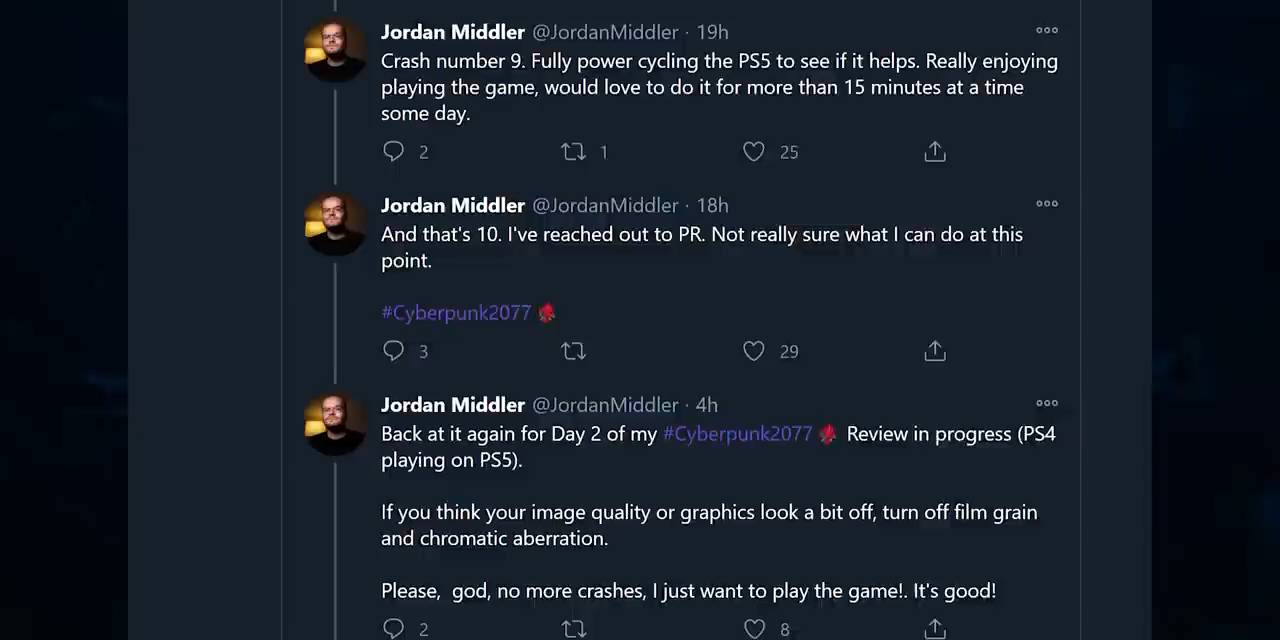 Jordan Middler @JordanMiddler · 19h
Crash number 9. Fully power cycling the PS5 to see if it helps. Really enjoying
playing the game, would love to do it for more than 15 minutes at a time
some day.
2 1 25
Jordan Middler @JordanMiddler · 18h
And that's 10. I've reached out to PR. Not really sure what I can do at this
point.
#Cyberpunk2077
3 29
Jordan Middler @JordanMiddler · 4h
Back at it again for Day 2 of my #Cyberpunk2077 Review in progress (PS4
playing on PS5).
If you think your image quality or graphics look a bit off, turn off film grain
and chromatic aberration.
Please, god, no more crashes, I just want to play the game!. It's good!
2 8